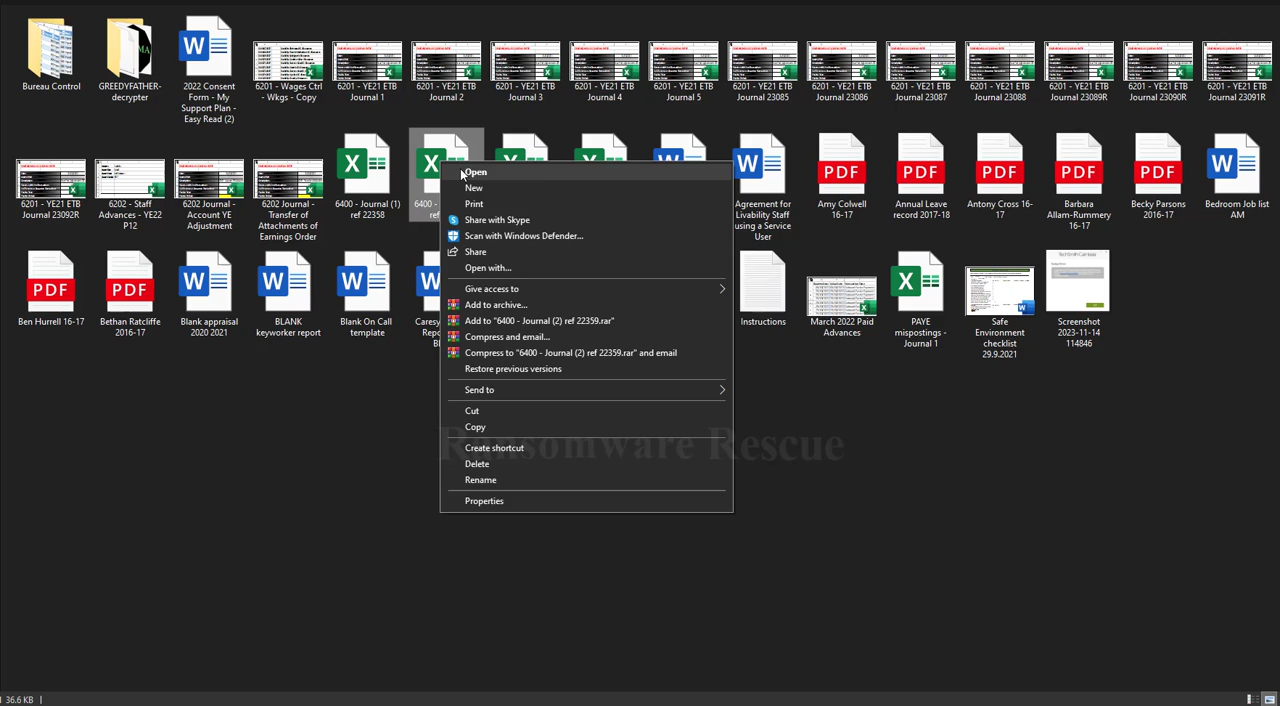 Bureau Control
GREEDYFATHER-
decrypter
2022 Consent
Form - My
Support Plan -
Easy Read (2)
6201 - Wages Ctrl
- Wkgs - Copy
6201 - YE21 ETB
Journal 1
6201 - YE21 ETB
Journal 2
6201 - YE21 ETB
Journal 3
6201 - YE21 ETB
Journal 4
6201 - YE21 ETB
Journal 5
6201 - YE21 ETB
Journal 23085
6201 - YE21 ETB
Journal 23086
6201 - YE21 ETB
Journal 23087
6201 - YE21 ETB
Journal 23088
6201 - YE21 ETB
Journal 23089R
6201 - YE21 ETB
Journal 23090R
6201 - YE21 ETB
Journal 23091R
6201 - YE21 ETB
Journal 23092R
6202 - Staff
Advances - YE22
P12
6202 Journal -
Account YE
Adjustment
6202 Journal -
Transfer of
Attachments of
Earnings Order
6400 - Journal (1)
ref 22358
6400 -
ref
Agreement for
Livability Staff
using a Service
User
PDF
Amy Colwell
16-17
PDF
Annual Leave
record 2017-18
PDF
Antony Cross 16-
17
PDF
Barbara
Allam-Rummery
16-17
PDF
Becky Parsons
2016-17
Bedroom Job list
AM
PDF
Ben Hurrell 16-17
PDF
Bethan Ratcliffe
2016-17
Blank appraisal
2020 2021
BLANK
keyworker report
Blank On Call
template
Caresy
Repo
Bl
Instructions
March 2022 Paid
Advances
PAYE
mispostings -
Journal 1
Safe
Environment
checklist
29.9.2021
Screenshot
2023-11-14
114846
Open
New
Print
Share with Skype
Scan with Windows Defender...
Share
Open with...
Give access to
Add to archive...
Add to "6400 - Journal (2) ref 22359.rar"
Compress and email...
Compress to "6400 - Journal (2) ref 22359.rar" and email
Restore previous versions
Send to
Cut
Copy
Create shortcut
Delete
Rename
Properties
Ransomware Rescue
36.6 KB